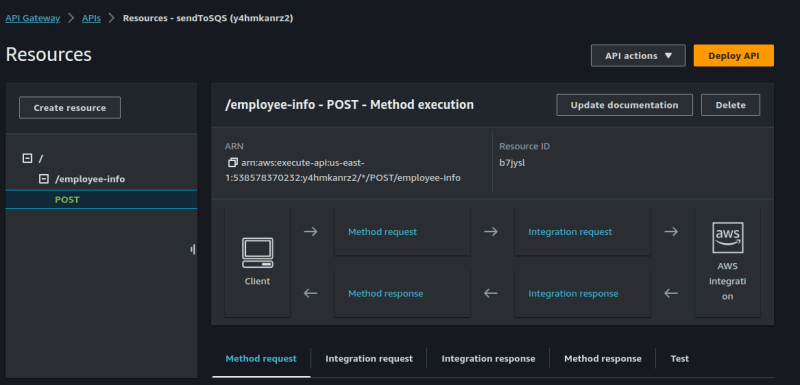 API Gateway > APIs > Resources - sendToSQS (y4hmkanrz2)
Resources
API actions ▼
Deploy API
Create resource
/employee-info - POST - Method execution
Update documentation
Delete
ARN
arn:aws:execute-api:us-east-
1:538578370232:y4hmkanrz2/*/POST/employee-info
Resource ID
b7jysl
/
/employee-info
POST
Client
Method request
Integration request
Method response
Integration response
aws
AWS
Integrati
on
Method request
Integration request
Integration response
Method response
Test